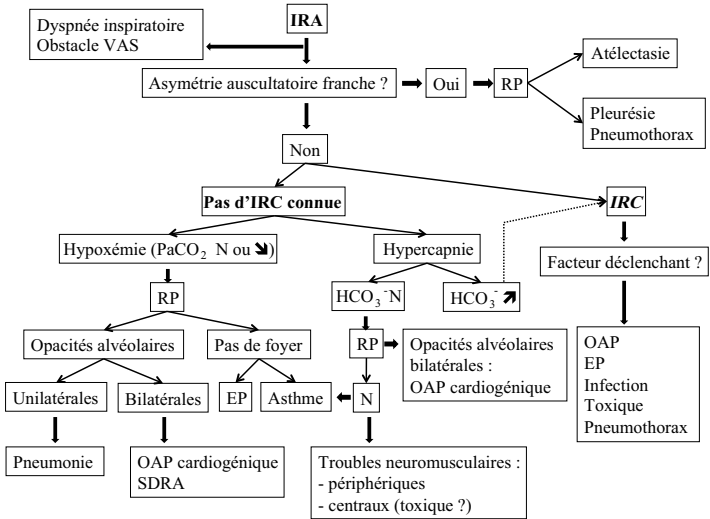 Dyspnée inspiratoire
Obstacle VAS
IRA
Asymétrie auscultatoire franche ?
Oui
RP
Atélectasie
Pleurésie
Pneumothorax
Non
Pas d'IRC connue
IRC
Hypoxémie (PaCO₂ N ou ➘)
Hypercapnie
Facteur déclenchant ?
RP
HCO₃⁻N
HCO₃⁻ ➚
Opacités alvéolaires
Pas de foyer
RP
Opacités alvéolaires
bilatérales :
OAP cardiogénique
OAP
EP
Infection
Toxique
Pneumothorax
Unilatérales
Bilatérales
EP
Asthme
N
Pneumonie
OAP cardiogénique
SDRA
Troubles neuromusculaires :
- périphériques
- centraux (toxique ?)